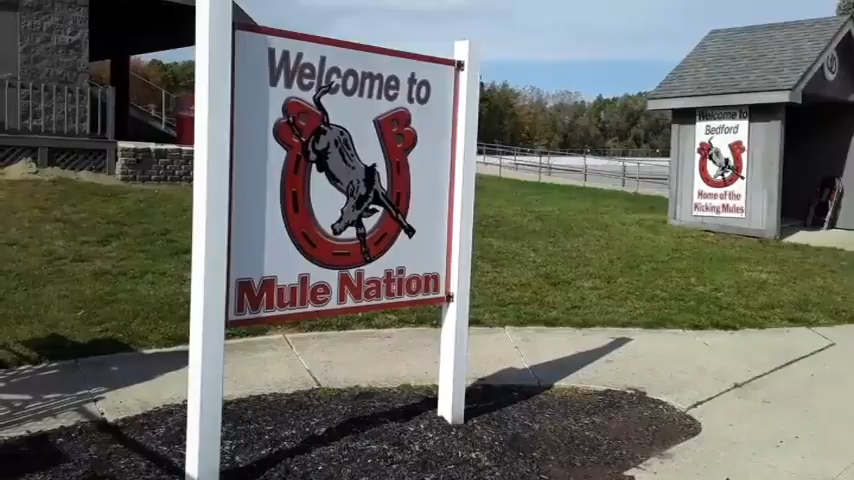 Welcome to
B B
Mule Nation
Welcome to
Bedford
Home of the
Kicking Mules